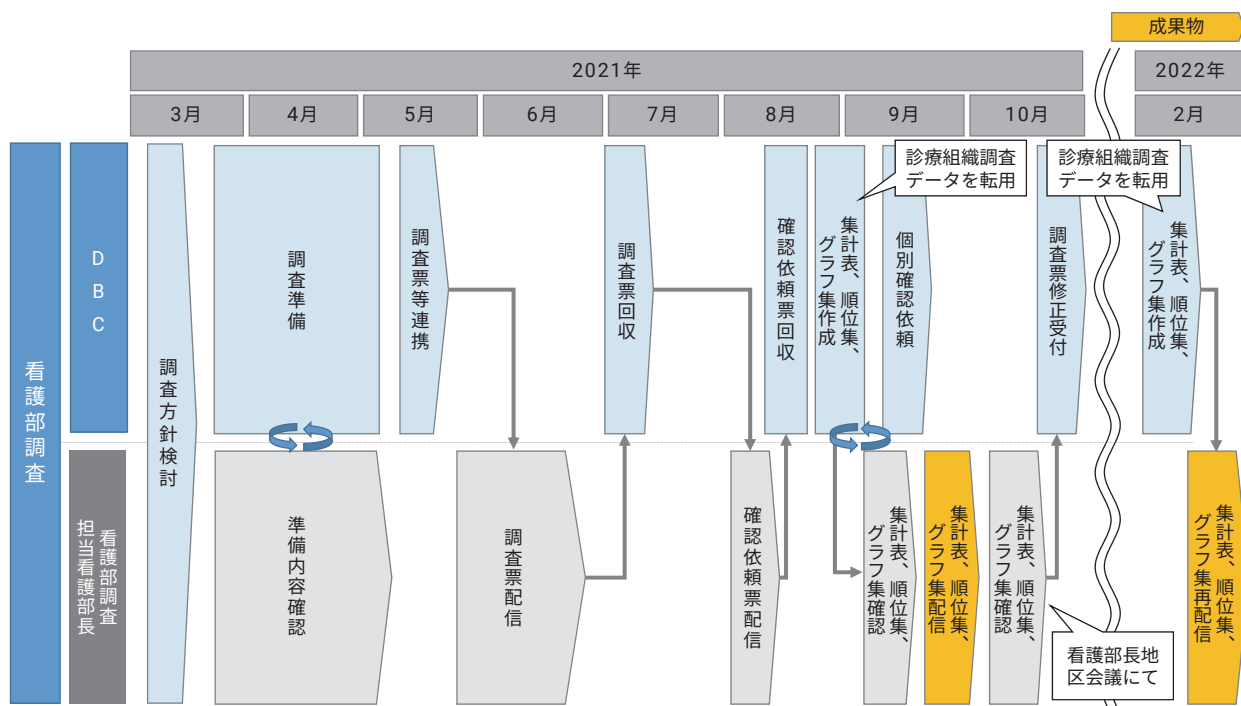 成果物
2021年
2022年
3月
4月
5月
6月
7月
8月
9月
10月
2月
看護部調査
DBC
調査方針検討
調査準備
調査票等連携
調査票回収
確認依頼票回収
集計表、順位集、
グラフ集作成
診療組織調査
データを転用
個別確認依頼
調査票修正受付
診療組織調査
データを転用
集計表、順位集、
グラフ集作成
看護部調査
担当看護部長
準備内容確認
調査票配信
確認依頼票配信
集計表、順位集、
グラフ集確認
集計表、順位集、
グラフ集配信
集計表、順位集、
グラフ集確認
看護部長地
区会議にて
集計表、順位集、
グラフ集再配信